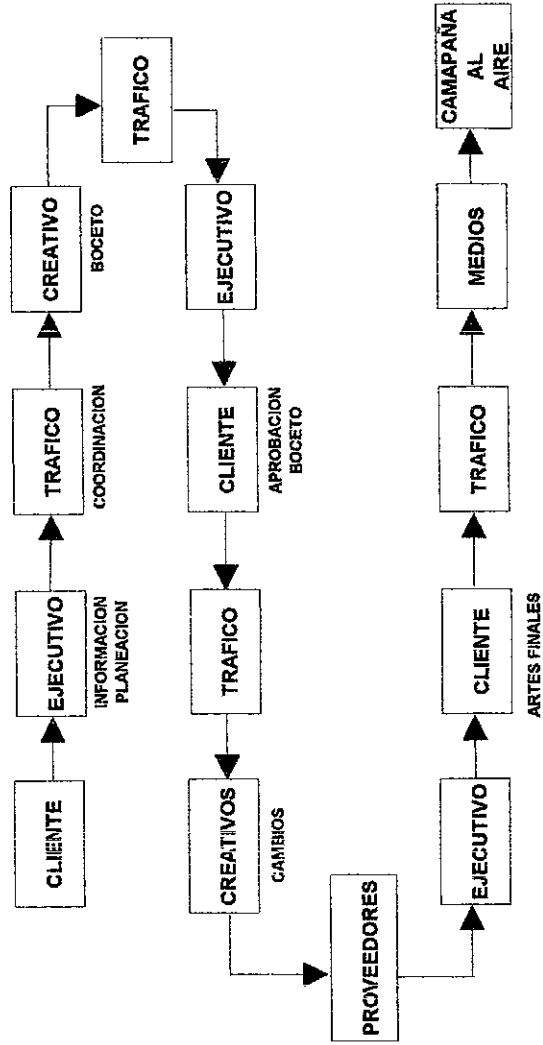 CLIENTE
EJECUTIVO
INFORMACION
PLANEACION
TRAFICO
COORDINACION
CREATIVO
BOCETO
TRAFICO
EJECUTIVO
CLIENTE
APROBACION
BOCETO
TRAFICO
CREATIVOS
CAMBIOS
PROVEEDORES
EJECUTIVO
CLIENTE
ARTES FINALES
TRAFICO
MEDIOS
CAMAPAÑA
AL
AIRE